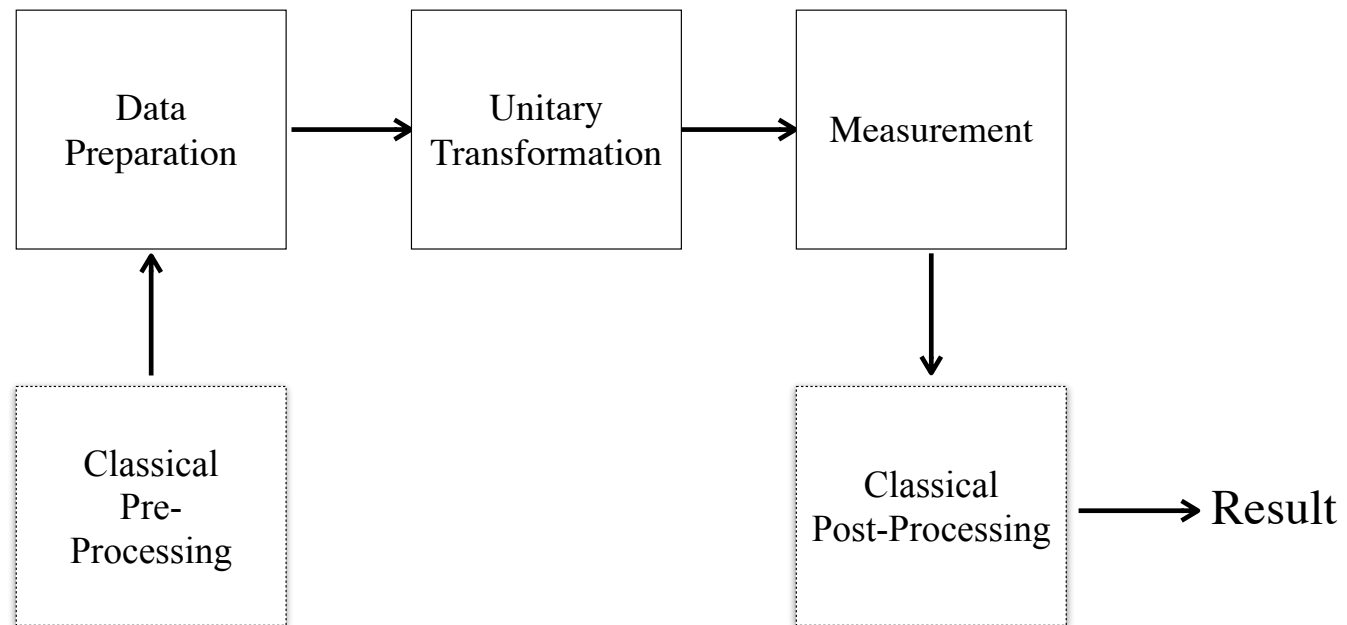 Data
Preparation
Unitary
Transformation
Measurement
Classical
Pre-
Processing
Classical
Post-Processing
Result